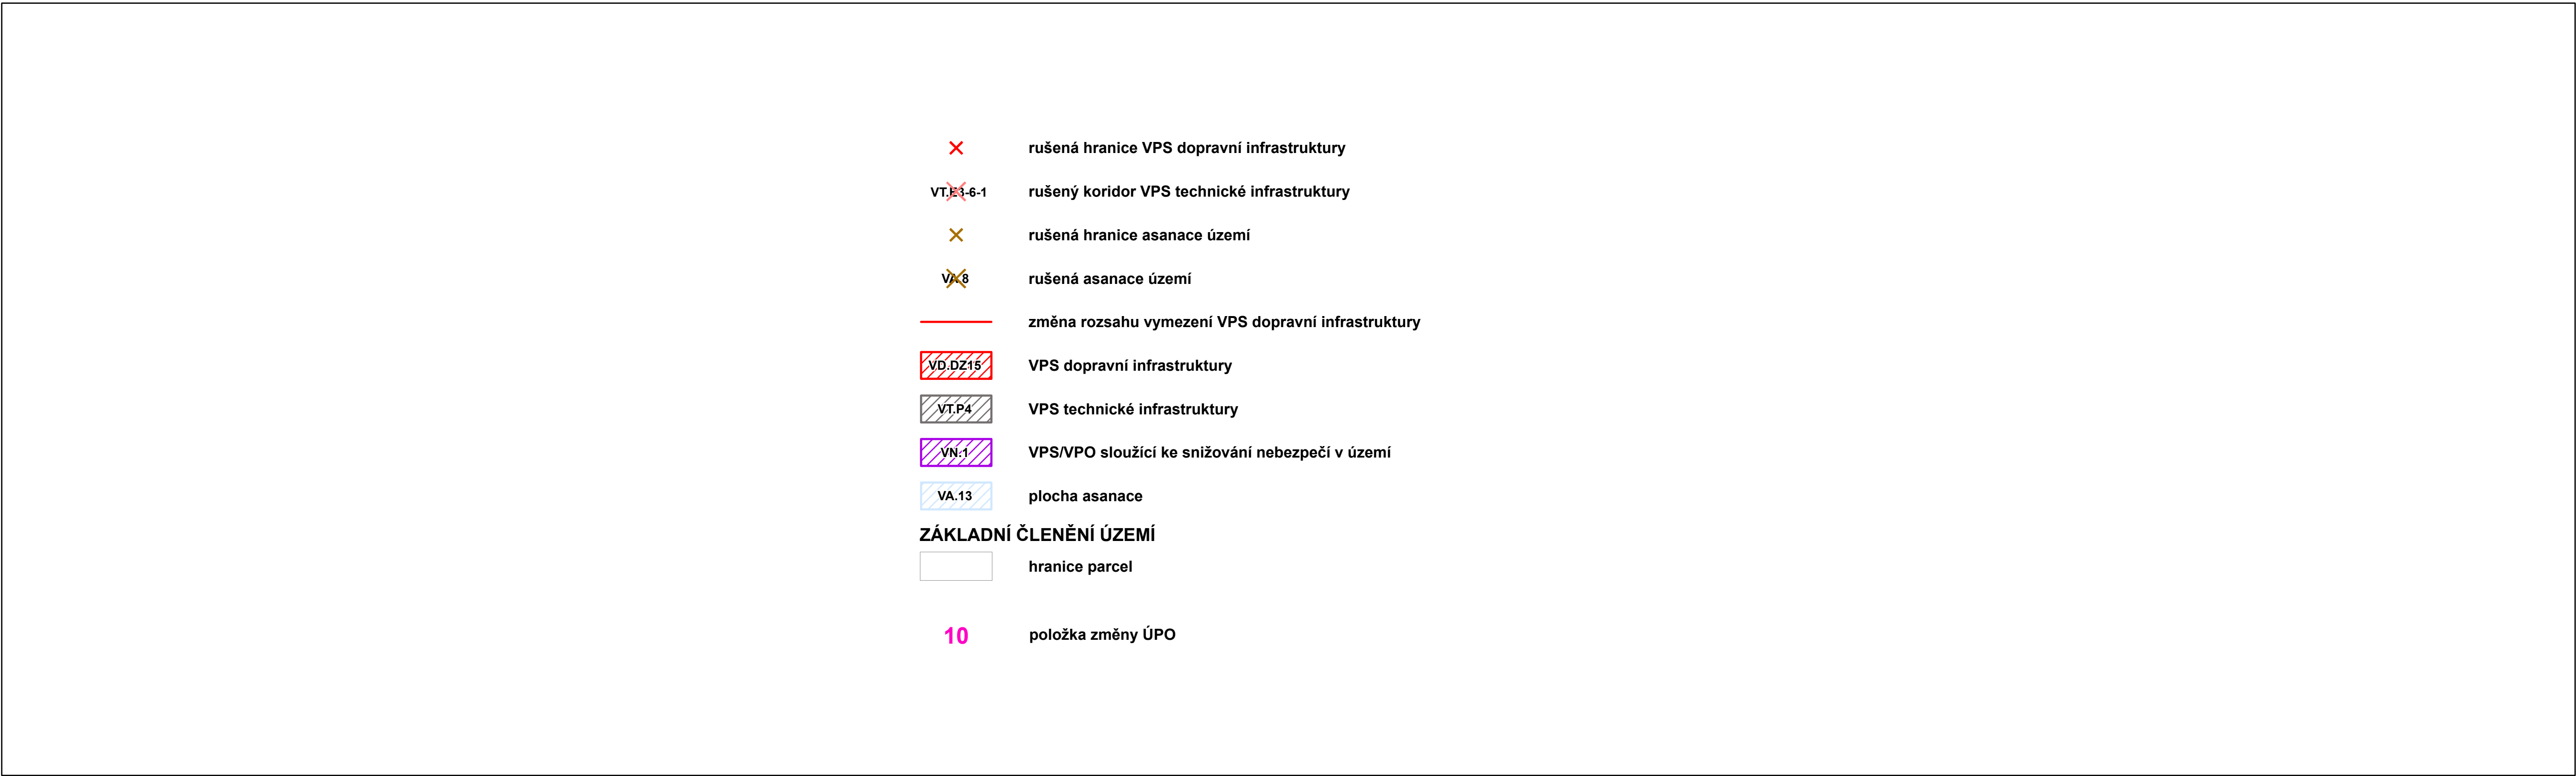 rušená hranice VPS dopravní infrastruktury
VT.E3-6-1 rušený koridor VPS technické infrastruktury
rušená hranice asanace území
VA.8 rušená asanace území
změna rozsahu vymezení VPS dopravní infrastruktury
VD.DZ15 VPS dopravní infrastruktury
VT.P4 VPS technické infrastruktury
VN.1 VPS/VPO sloužící ke snižování nebezpečí v území
VA.13 plocha asanace
ZÁKLADNÍ ČLENĚNÍ ÚZEMÍ
hranice parcel
10 položka změny ÚPO